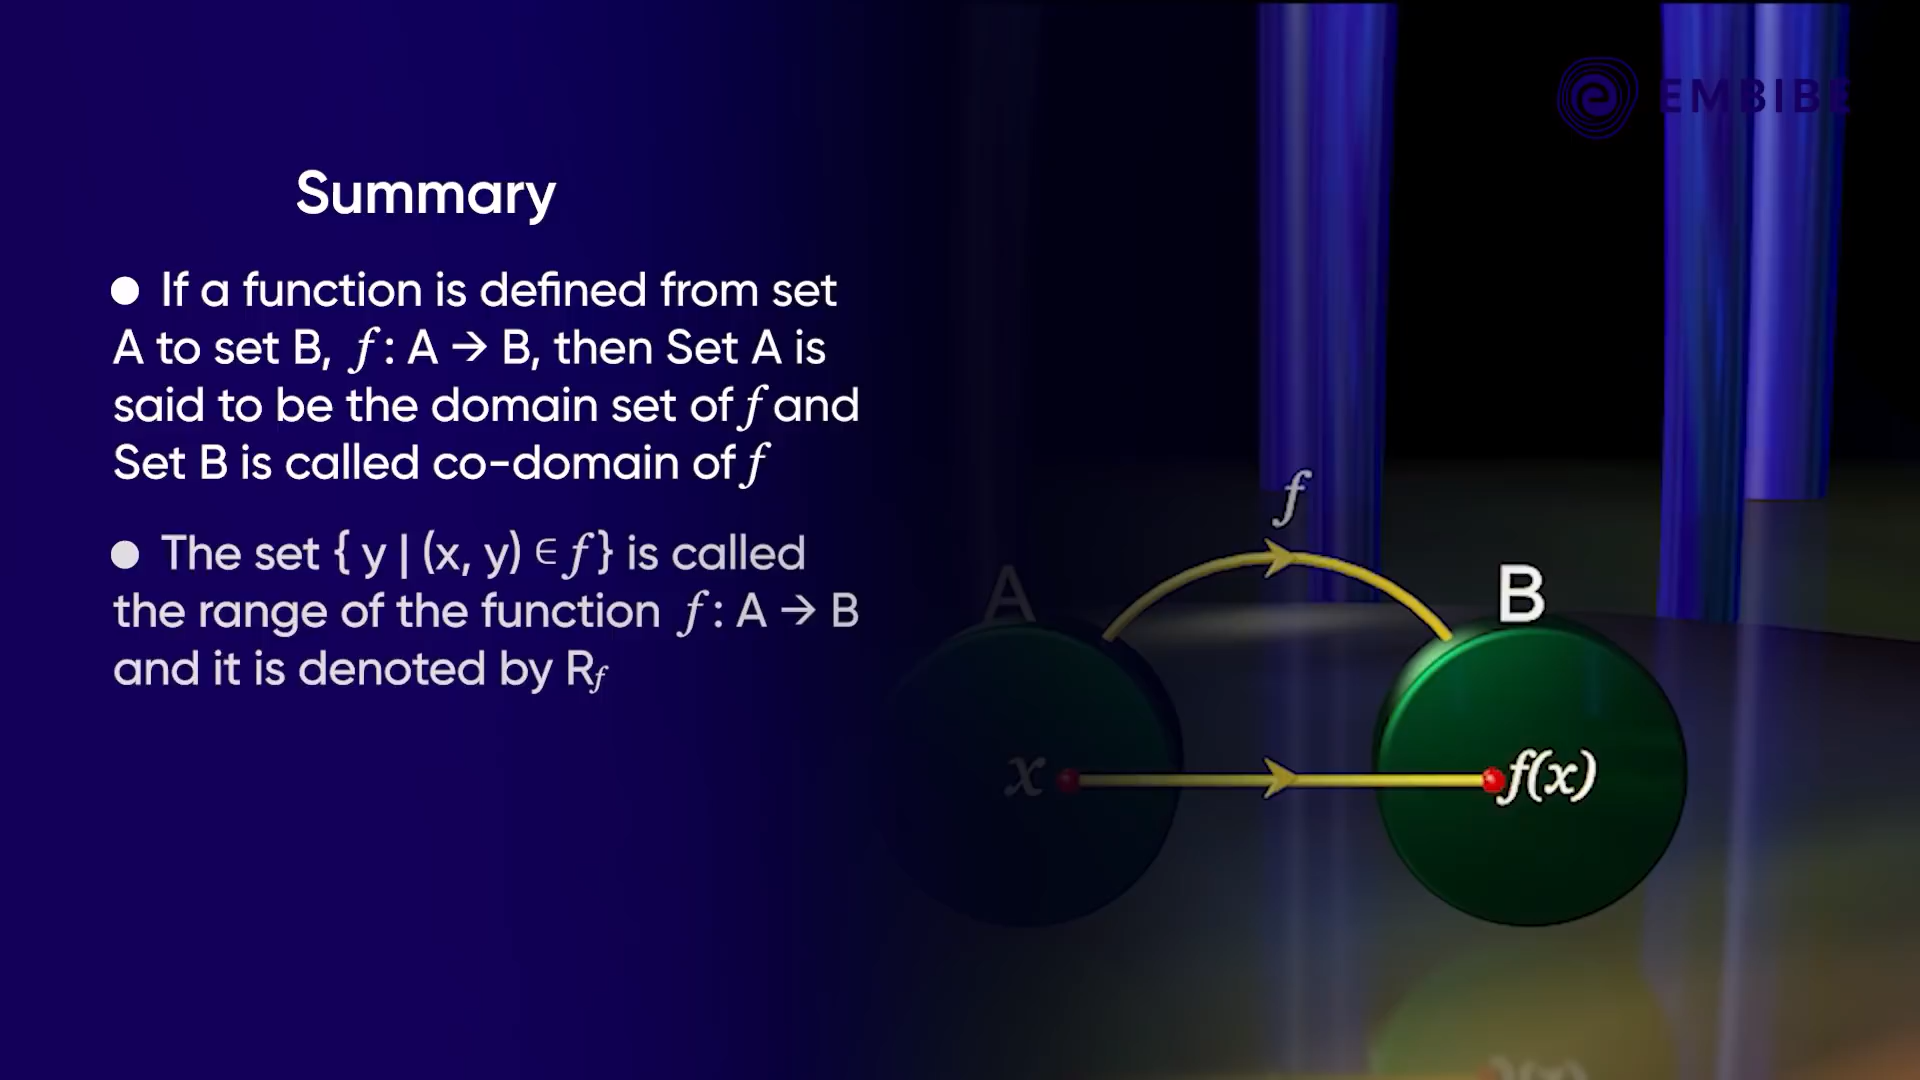 EMBIBE
Summary
● If a function is defined from set
A to set B, f : A → B, then Set A is
said to be the domain set of f and
Set B is called co-domain of f
● The set { y | (x, y) ∈ f } is called
the range of the function f : A → B
and it is denoted by R_f
f
A
B
x
f(x)